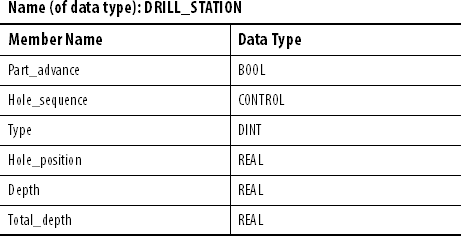 Name (of data type): DRILL_STATION
Member Name Data Type
Part_advance BOOL
Hole_sequence CONTROL
Type DINT
Hole_position REAL
Depth REAL
Total_depth REAL